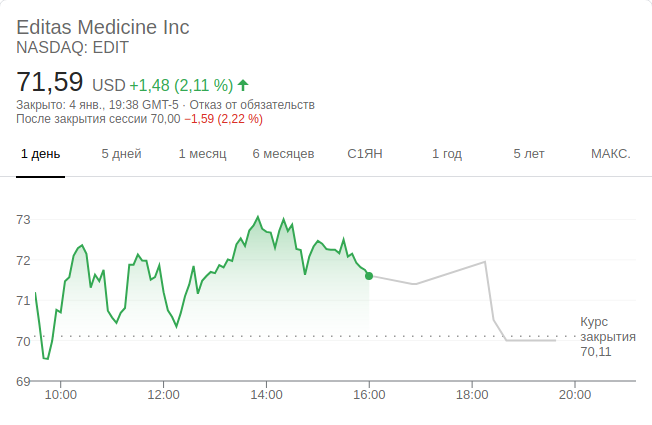 Editas Medicine Inc
NASDAQ: EDIT
71,59 USD +1,48 (2,11 %)
Закрыто: 4 янв., 19:38 GMT-5 · Отказ от обязательств
После закрытия сессии 70,00 −1,59 (2,22 %)
1 день 5 дней 1 месяц 6 месяцев С1ЯН 1 год 5 лет МАКС.
73
72
71
70
69
Курс
закрытия
70,11
10:00 12:00 14:00 16:00 18:00 20:00